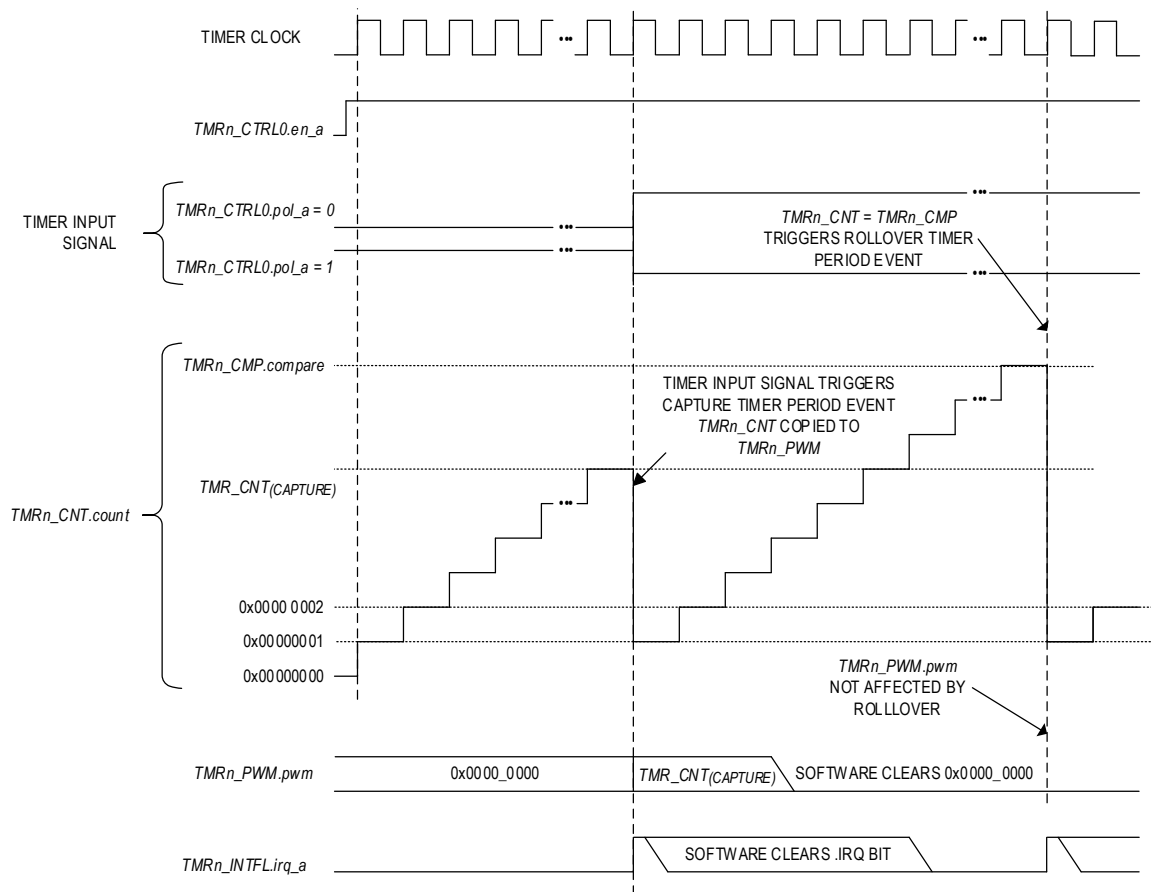 TIMER CLOCK
•••
•••
TMRn_CTRL0.en_a
TIMER INPUT
SIGNAL
TMRn_CTRL0.pol_a = 0
•••
•••
TMRn_CTRL0.pol_a = 1
•••
•••
TMRn_CNT = TMRn_CMP
TRIGGERS ROLLOVER TIMER
PERIOD EVENT
TMRn_CNT.count
TMRn_CMP.compare
TIMER INPUT SIGNAL TRIGGERS
CAPTURE TIMER PERIOD EVENT
TMRn_CNT COPIED TO
TMRn_PWM
•••
TMR_CNT(CAPTURE)
•••
0x0000 0002
0x00000001
0x00000000
TMRn_PWM.pwm
NOT AFFECTED BY
ROLLLOVER
TMRn_PWM.pwm
0x0000_0000
TMR_CNT(CAPTURE)
SOFTWARE CLEARS 0x0000_0000
TMRn_INTFL.irq_a
SOFTWARE CLEARS .IRQ BIT